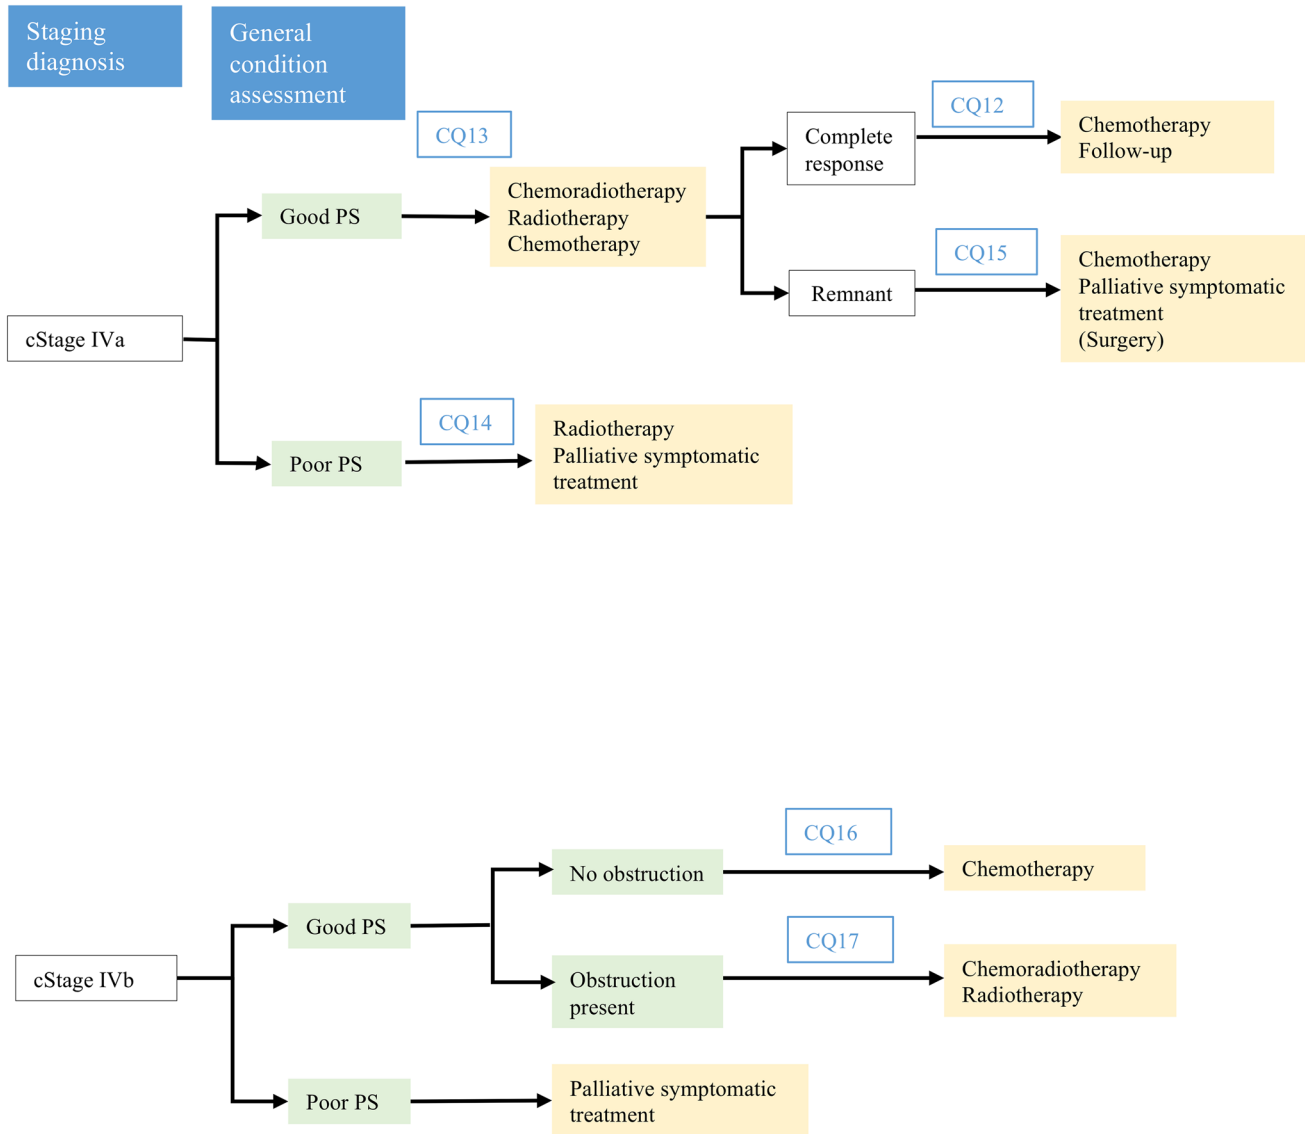 Staging
diagnosis
General
condition
assessment
CQ13
CQ12
Complete
response
Chemotherapy
Follow-up
Good PS
Chemoradiotherapy
Radiotherapy
Chemotherapy
CQ15
Remnant
Chemotherapy
Palliative symptomatic
treatment
(Surgery)
cStage IVa
CQ14
Poor PS
Radiotherapy
Palliative symptomatic
treatment
CQ16
No obstruction
Chemotherapy
Good PS
CQ17
cStage IVb
Obstruction
present
Chemoradiotherapy
Radiotherapy
Poor PS
Palliative symptomatic
treatment